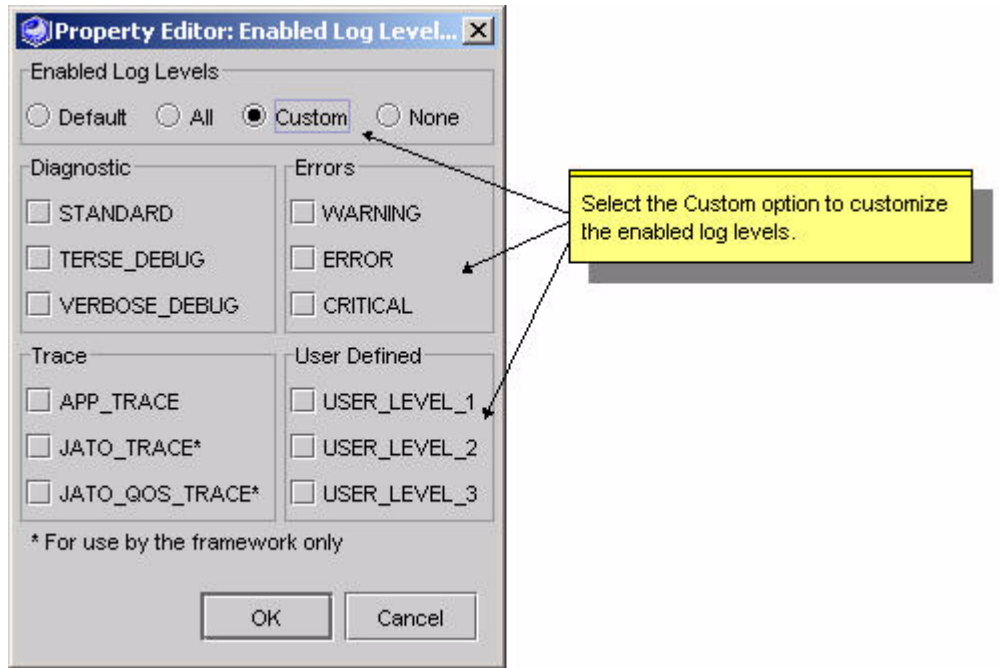 Property Editor: Enabled Log Level...
Enabled Log Levels
Default All Custom None
Diagnostic
STANDARD
TERSE_DEBUG
VERBOSE_DEBUG
Errors
WARNING
ERROR
CRITICAL
Trace
APP_TRACE
JATO_TRACE*
JATO_QOS_TRACE*
User Defined
USER_LEVEL_1
USER_LEVEL_2
USER_LEVEL_3
* For use by the framework only
OK Cancel
Select the Custom option to customize
the enabled log levels.